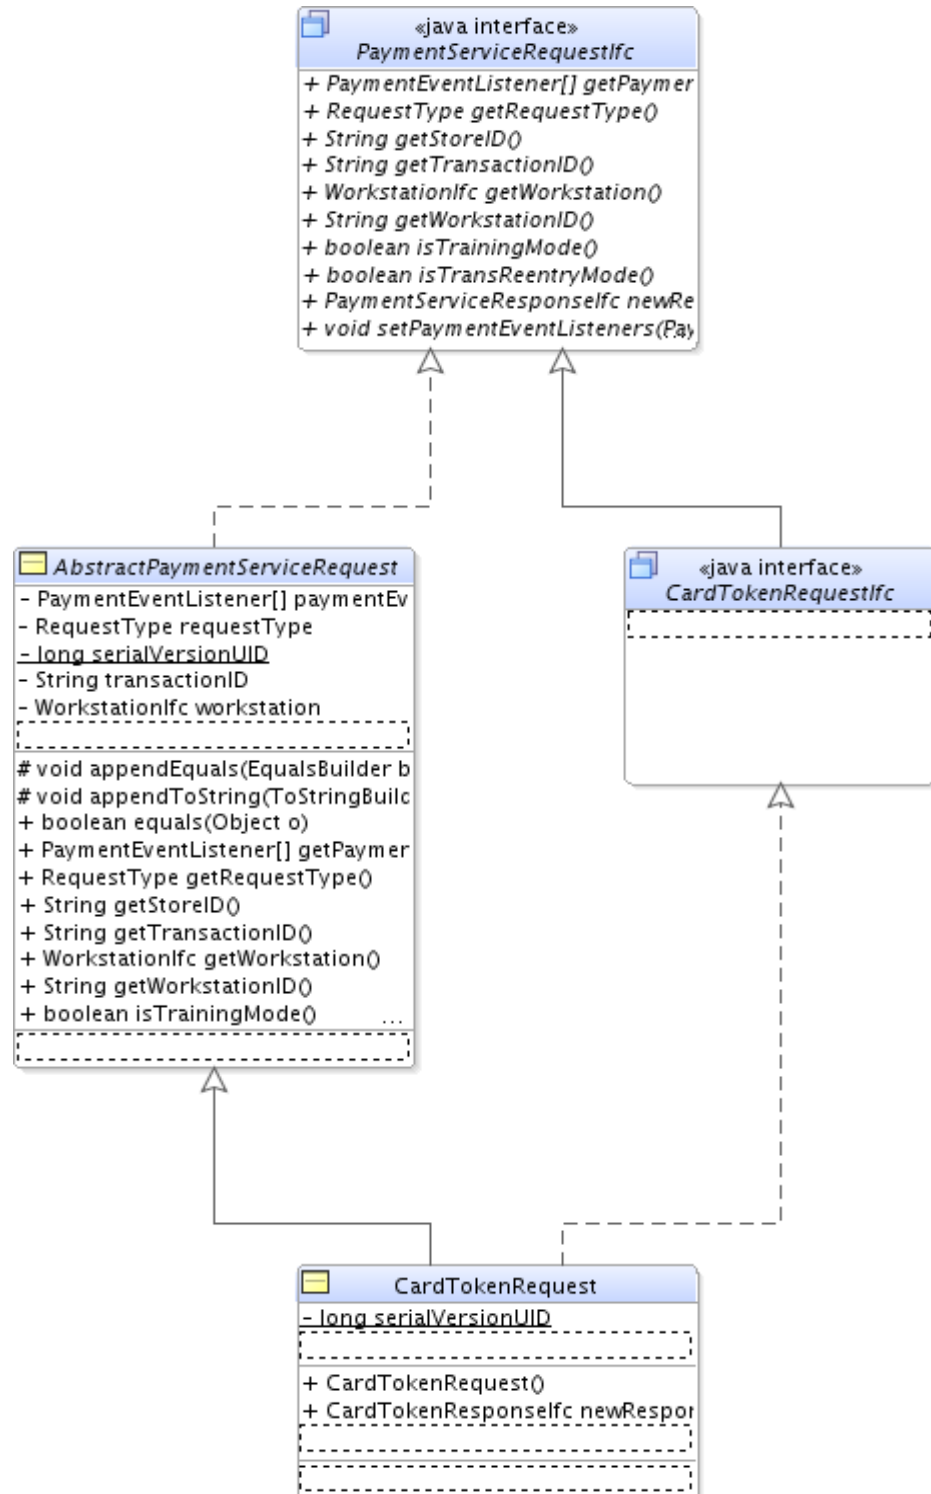 «java interface»
PaymentServiceRequestIfc
+ PaymentEventListener[] getPaymer
+ RequestType getRequestType()
+ String getStoreID()
+ String getTransactionID()
+ WorkstationIfc getWorkstation()
+ String getWorkstationID()
+ boolean isTrainingMode()
+ boolean isTransReentryMode()
+ PaymentServiceResponseIfc newRe
+ void setPaymentEventListeners(Pay
AbstractPaymentServiceRequest
- PaymentEventListener[] paymentEv
- RequestType requestType
- long serialVersionUID
- String transactionID
- WorkstationIfc workstation
# void appendEquals(EqualsBuilder b
# void appendToString(ToStringBuilc
+ boolean equals(Object o)
+ PaymentEventListener[] getPaymer
+ RequestType getRequestType()
+ String getStoreID()
+ String getTransactionID()
+ WorkstationIfc getWorkstation()
+ String getWorkstationID()
+ boolean isTrainingMode() ...
«java interface»
CardTokenRequestIfc
CardTokenRequest
- long serialVersionUID
+ CardTokenRequest()
+ CardTokenResponseIfc newRespor